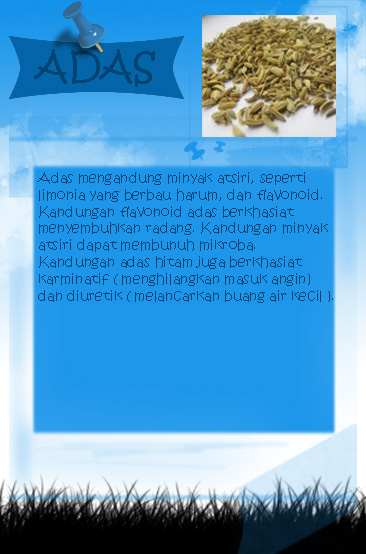 ADAS
Adas mengandung minyak atsiri, seperti
limonia yang berbau harum, dan flavonoid.
Kandungan flavonoid adas berkhasiat
menyembuhkan radang. Kandungan minyak
atsiri dapat membunuh mikroba.
Kandungan adas hitam juga berkhasiat
karminatif (menghilangkan masuk angin)
dan diuretik (melancarkan buang air kecil ).